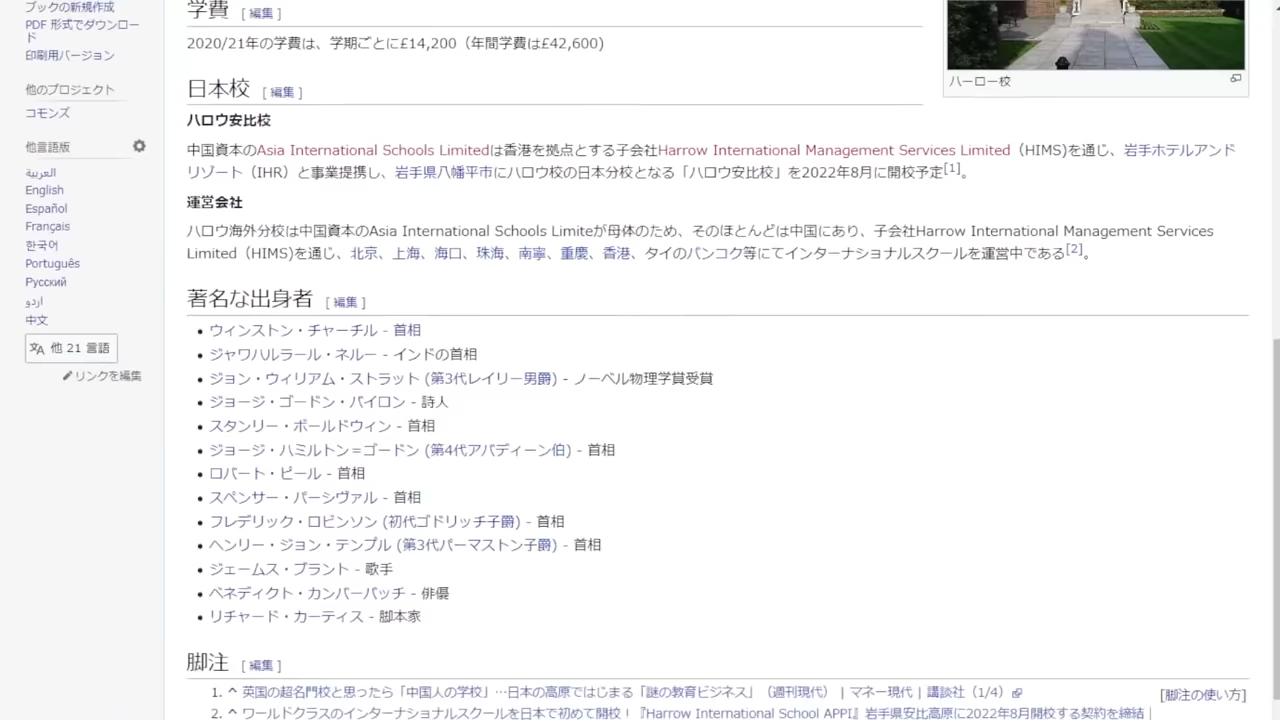 ブックの新規作成
PDF 形式でダウンロー
ド
印刷用バージョン
他のプロジェクト
コモンズ
他言語版
العربية
English
Español
Français
한국어
Português
Русский
اردو
中文
他 21 言語
リンクを編集
学費 [ 編集 ]
2020/21年の学費は、学期ごとに£14,200（年間学費は£42,600)
ハーロー校
日本校 [ 編集 ]
ハロウ安比校
中国資本のAsia International Schools Limitedは香港を拠点とする子会社Harrow International Management Services Limited（HIMS)を通じ、岩手ホテルアンド
リゾート（IHR）と事業提携し、岩手県八幡平市にハロウ校の日本分校となる「ハロウ安比校」を2022年8月に開校予定[1]。
運営会社
ハロウ海外分校は中国資本のAsia International Schools Limiteが母体のため、そのほとんどは中国にあり、子会社Harrow International Management Services
Limited（HIMS)を通じ、北京、上海、海口、珠海、南寧、重慶、香港、タイのバンコク等にてインターナショナルスクールを運営中である[2]。
著名な出身者 [ 編集 ]
• ウィンストン・チャーチル - 首相
• ジャワハルラール・ネルー - インドの首相
• ジョン・ウィリアム・ストラット (第3代レイリー男爵) - ノーベル物理学賞受賞
• ジョージ・ゴードン・バイロン - 詩人
• スタンリー・ボールドウィン - 首相
• ジョージ・ハミルトン＝ゴードン (第4代アバディーン伯) - 首相
• ロバート・ピール - 首相
• スペンサー・パーシヴァル - 首相
• フレデリック・ロビンソン (初代ゴドリッチ子爵) - 首相
• ヘンリー・ジョン・テンプル (第3代パーマストン子爵) - 首相
• ジェームス・ブラント - 歌手
• ベネディクト・カンバーバッチ - 俳優
• リチャード・カーティス - 脚本家
脚注 [ 編集 ]
[脚注の使い方]
1. ^ 英国の超名門校と思ったら「中国人の学校」…日本の高原ではじまる「謎の教育ビジネス」（週刊現代） | マネー現代 | 講談社（1/4）
2. ^ ワールドクラスのインターナショナルスクールを日本で初めて開校！『Harrow International School APPI』岩手県安比高原に2022年8月開校する契約を締結 |